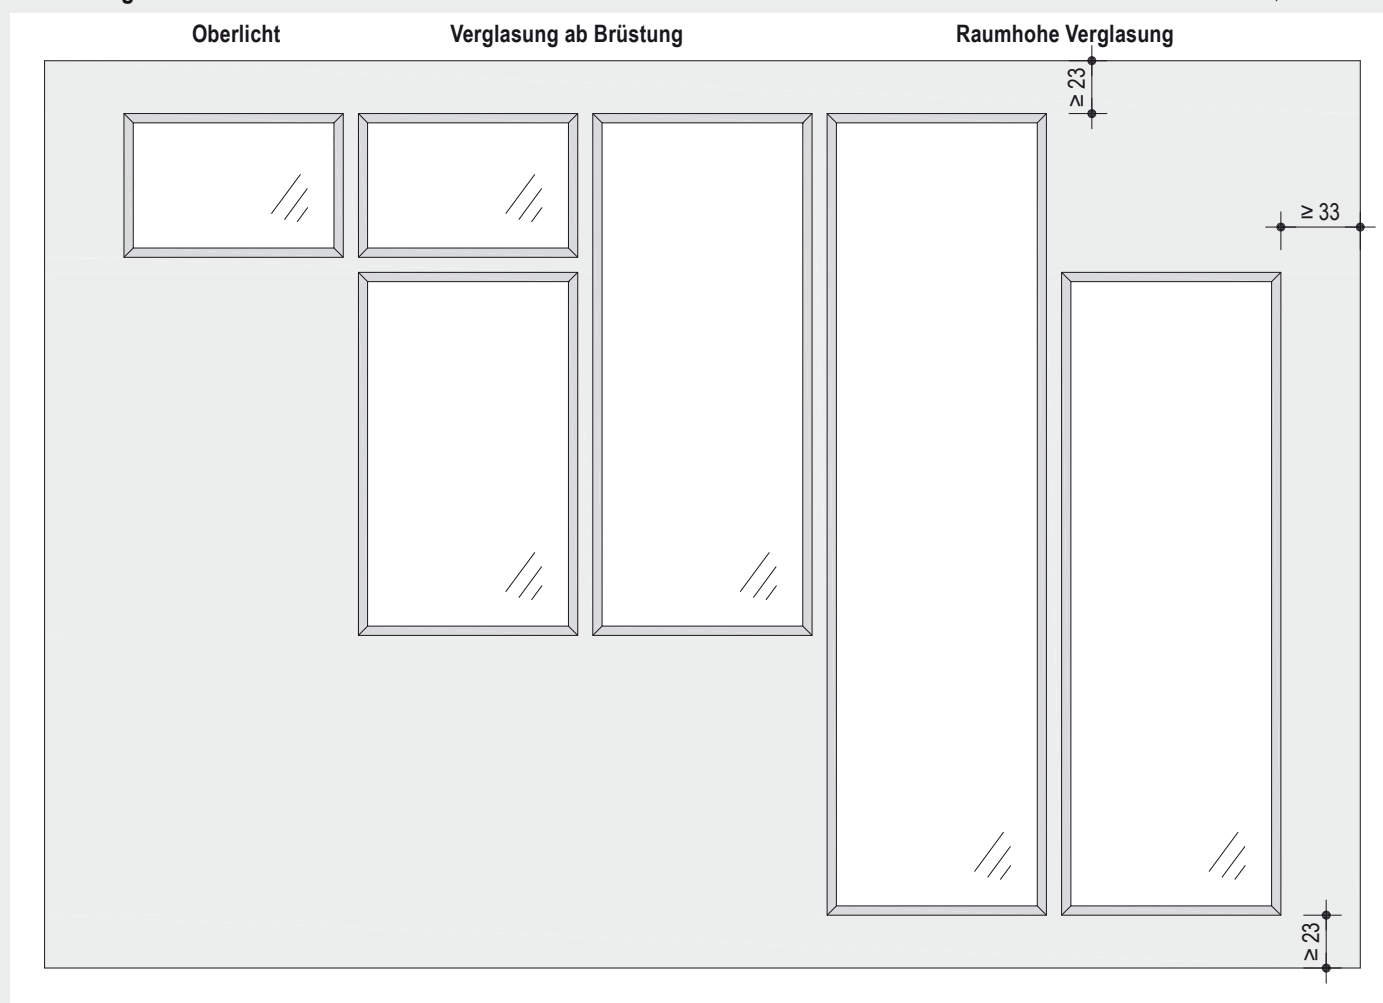 Oberlicht
Verglasung ab Brüstung
Raumhohe Verglasung
≥ 23
≥ 33
≥ 23